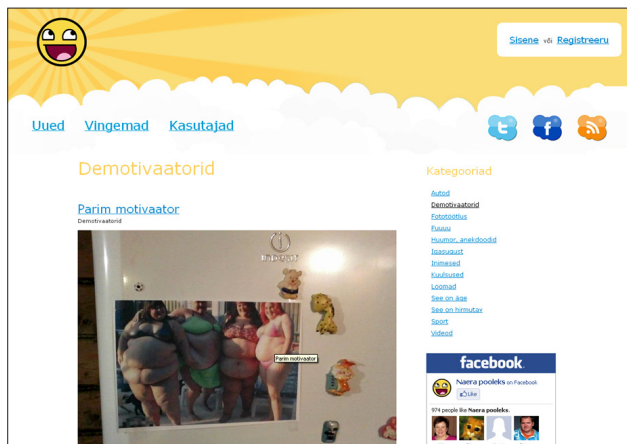 Sisene või Registreeru
Uued Vingemad Kasutajad
Demotivaatorid
Parim motivaator
Demotivaatorid
Parim motivaator
Kategooriad
Autod
Demotivaatorid
Fototöötlus
Fuuuu
Huumor, anekdoodid
Igasugust
Inimesed
Kuulsused
Loomad
See on äge
See on hirmutav
Sport
Videod
facebook
Naera pooleks on Facebook
Like
974 people like Naera pooleks.